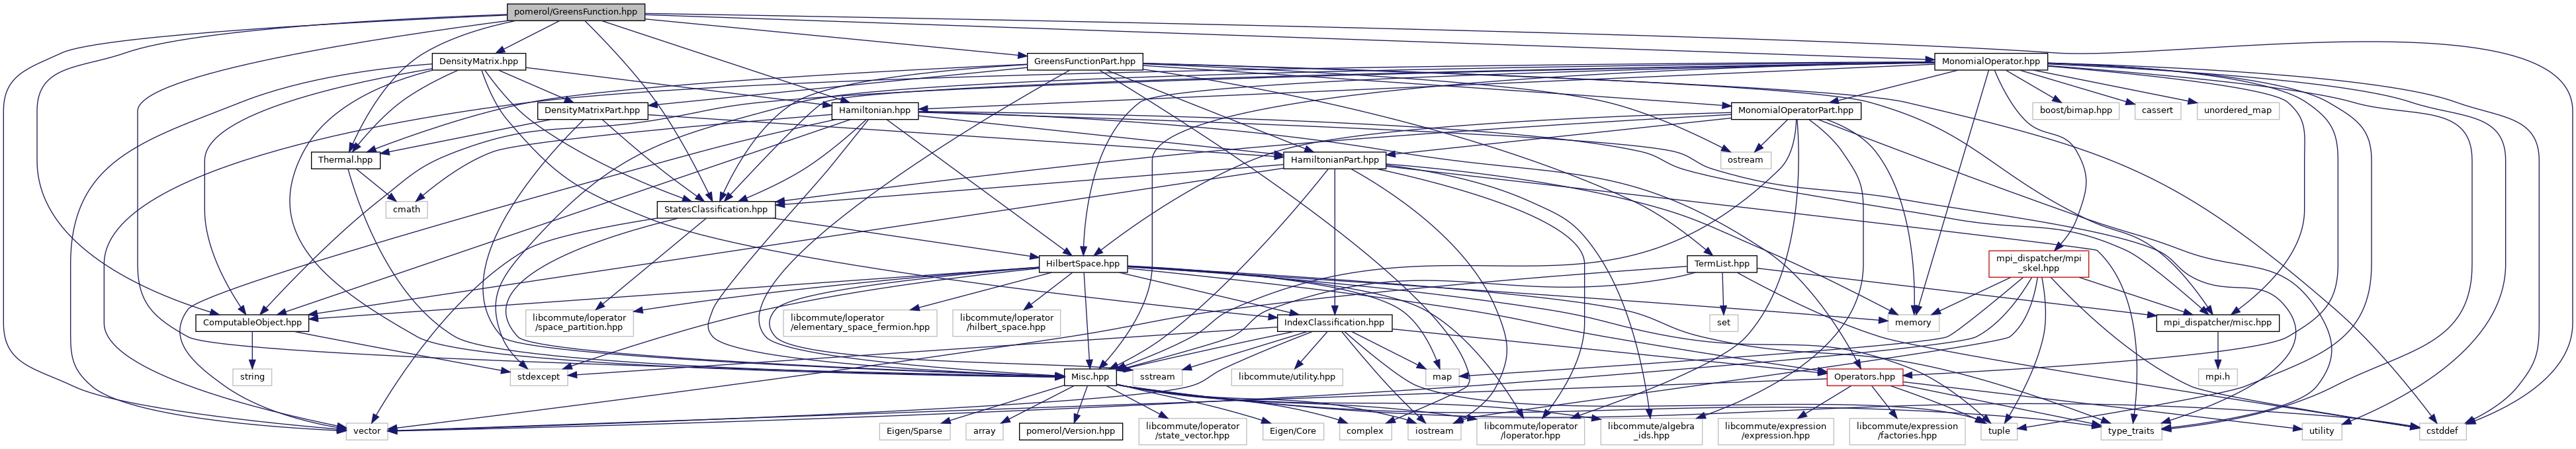 pomerol/GreensFunction.hpp
DensityMatrix.hpp
GreensFunctionPart.hpp
MonomialOperator.hpp
DensityMatrixPart.hpp
Hamiltonian.hpp
MonomialOperatorPart.hpp
boost/bimap.hpp
cassert
unordered_map
Thermal.hpp
HamiltonianPart.hpp
ostream
cmath
StatesClassification.hpp
HilbertSpace.hpp
TermList.hpp
mpi_dispatcher/mpi
_skel.hpp
ComputableObject.hpp
libcommute/loperator
/space_partition.hpp
libcommute/loperator
/elementary_space_fermion.hpp
libcommute/loperator
/hilbert_space.hpp
IndexClassification.hpp
set
memory
mpi_dispatcher/misc.hpp
string
stdexcept
Misc.hpp
sstream
libcommute/utility.hpp
map
Operators.hpp
mpi.h
vector
Eigen/Sparse
array
pomerol/Version.hpp
libcommute/loperator
/state_vector.hpp
Eigen/Core
complex
iostream
libcommute/loperator
/loperator.hpp
libcommute/algebra
_ids.hpp
libcommute/expression
/expression.hpp
libcommute/expression
/factories.hpp
tuple
type_traits
utility
cstddef